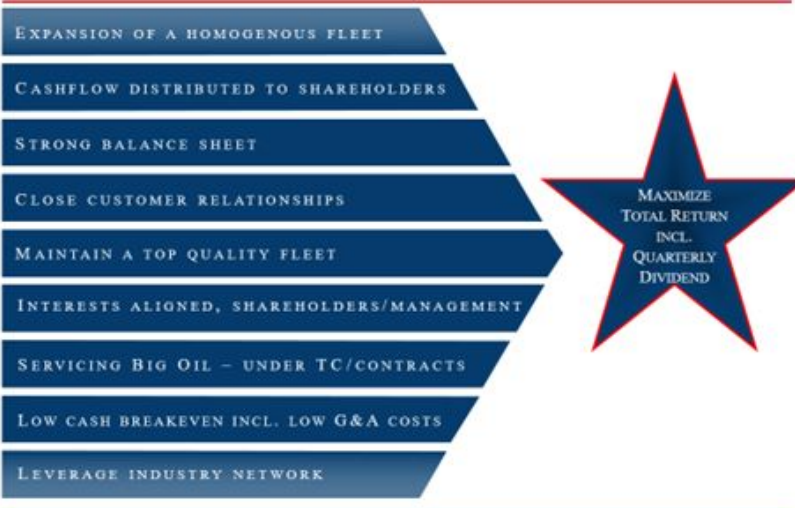 EXPANSION OF A HOMOGENOUS FLEET
CASHFLOW DISTRIBUTED TO SHAREHOLDERS
STRONG BALANCE SHEET
CLOSE CUSTOMER RELATIONSHIPS
MAINTAIN A TOP QUALITY FLEET
INTERESTS ALIGNED, SHAREHOLDERS/MANAGEMENT
SERVICING BIG OIL – UNDER TC/CONTRACTS
LOW CASH BREAKEVEN INCL. LOW G&A COSTS
LEVERAGE INDUSTRY NETWORK
MAXIMIZE
TOTAL RETURN
INCL.
QUARTERLY
DIVIDEND